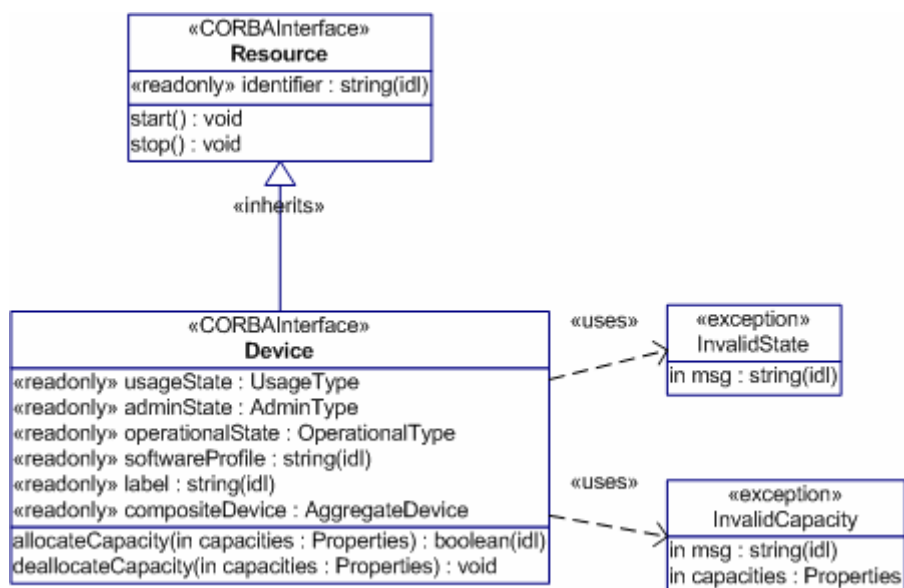 «CORBAInterface»
Resource
«readonly» identifier : string(idl)
start() : void
stop() : void
«inherits»
«CORBAInterface»
Device
«readonly» usageState : UsageType
«readonly» adminState : AdminType
«readonly» operationalState : OperationalType
«readonly» softwareProfile : string(idl)
«readonly» label : string(idl)
«readonly» compositeDevice : AggregateDevice
allocateCapacity(in capacities : Properties) : boolean(idl)
deallocateCapacity(in capacities : Properties) : void
«uses»
«exception»
InvalidState
in msg : string(idl)
«uses»
«exception»
InvalidCapacity
in msg : string(idl)
in capacities : Properties